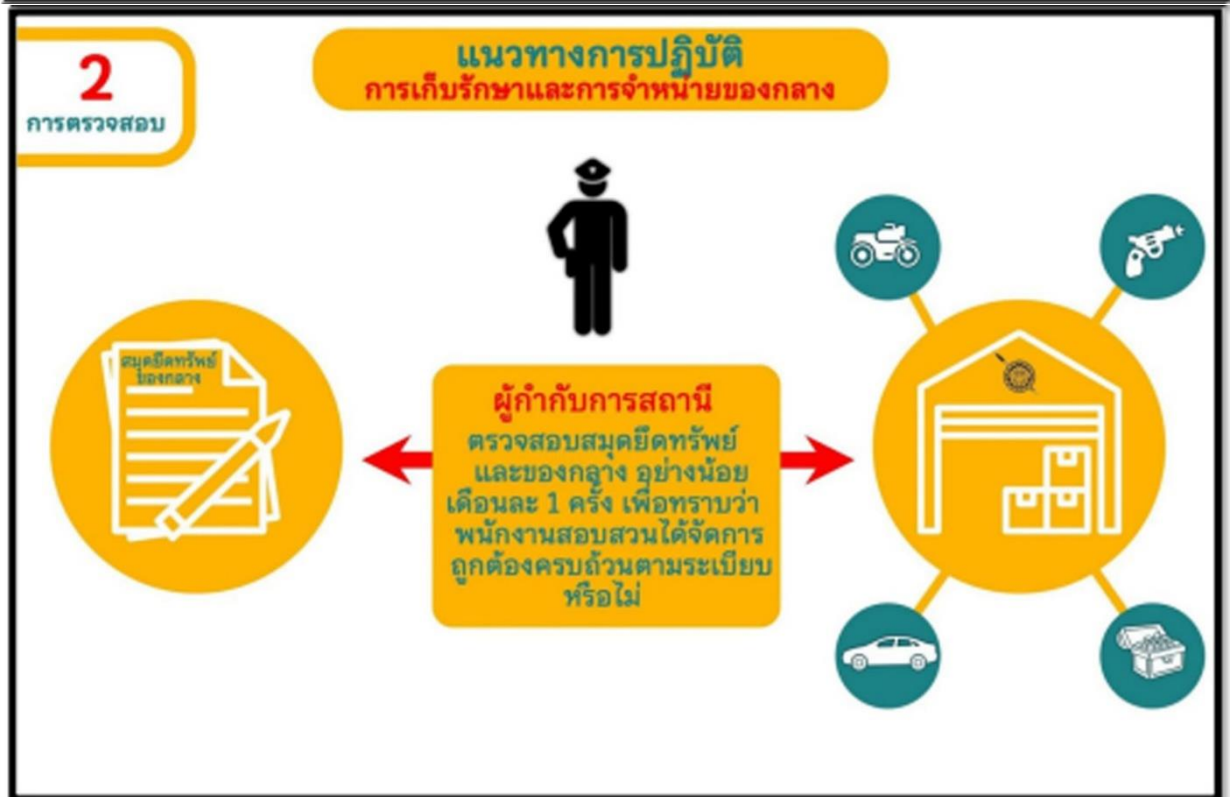 2
การตรวจสอบ
แนวทางการปฏิบัติ
การเก็บรักษาและการจำหน่ายของกลาง
สมุดยึดทรัพย์
ของกลาง
ผู้กำกับการสถานี
ตรวจสอบสมุดยึดทรัพย์
และของกลาง อย่างน้อย
เดือนละ 1 ครั้ง เพื่อทราบว่า
พนักงานสอบสวนได้จัดการ
ถูกต้องครบถ้วนตามระเบียบ
หรือไม่